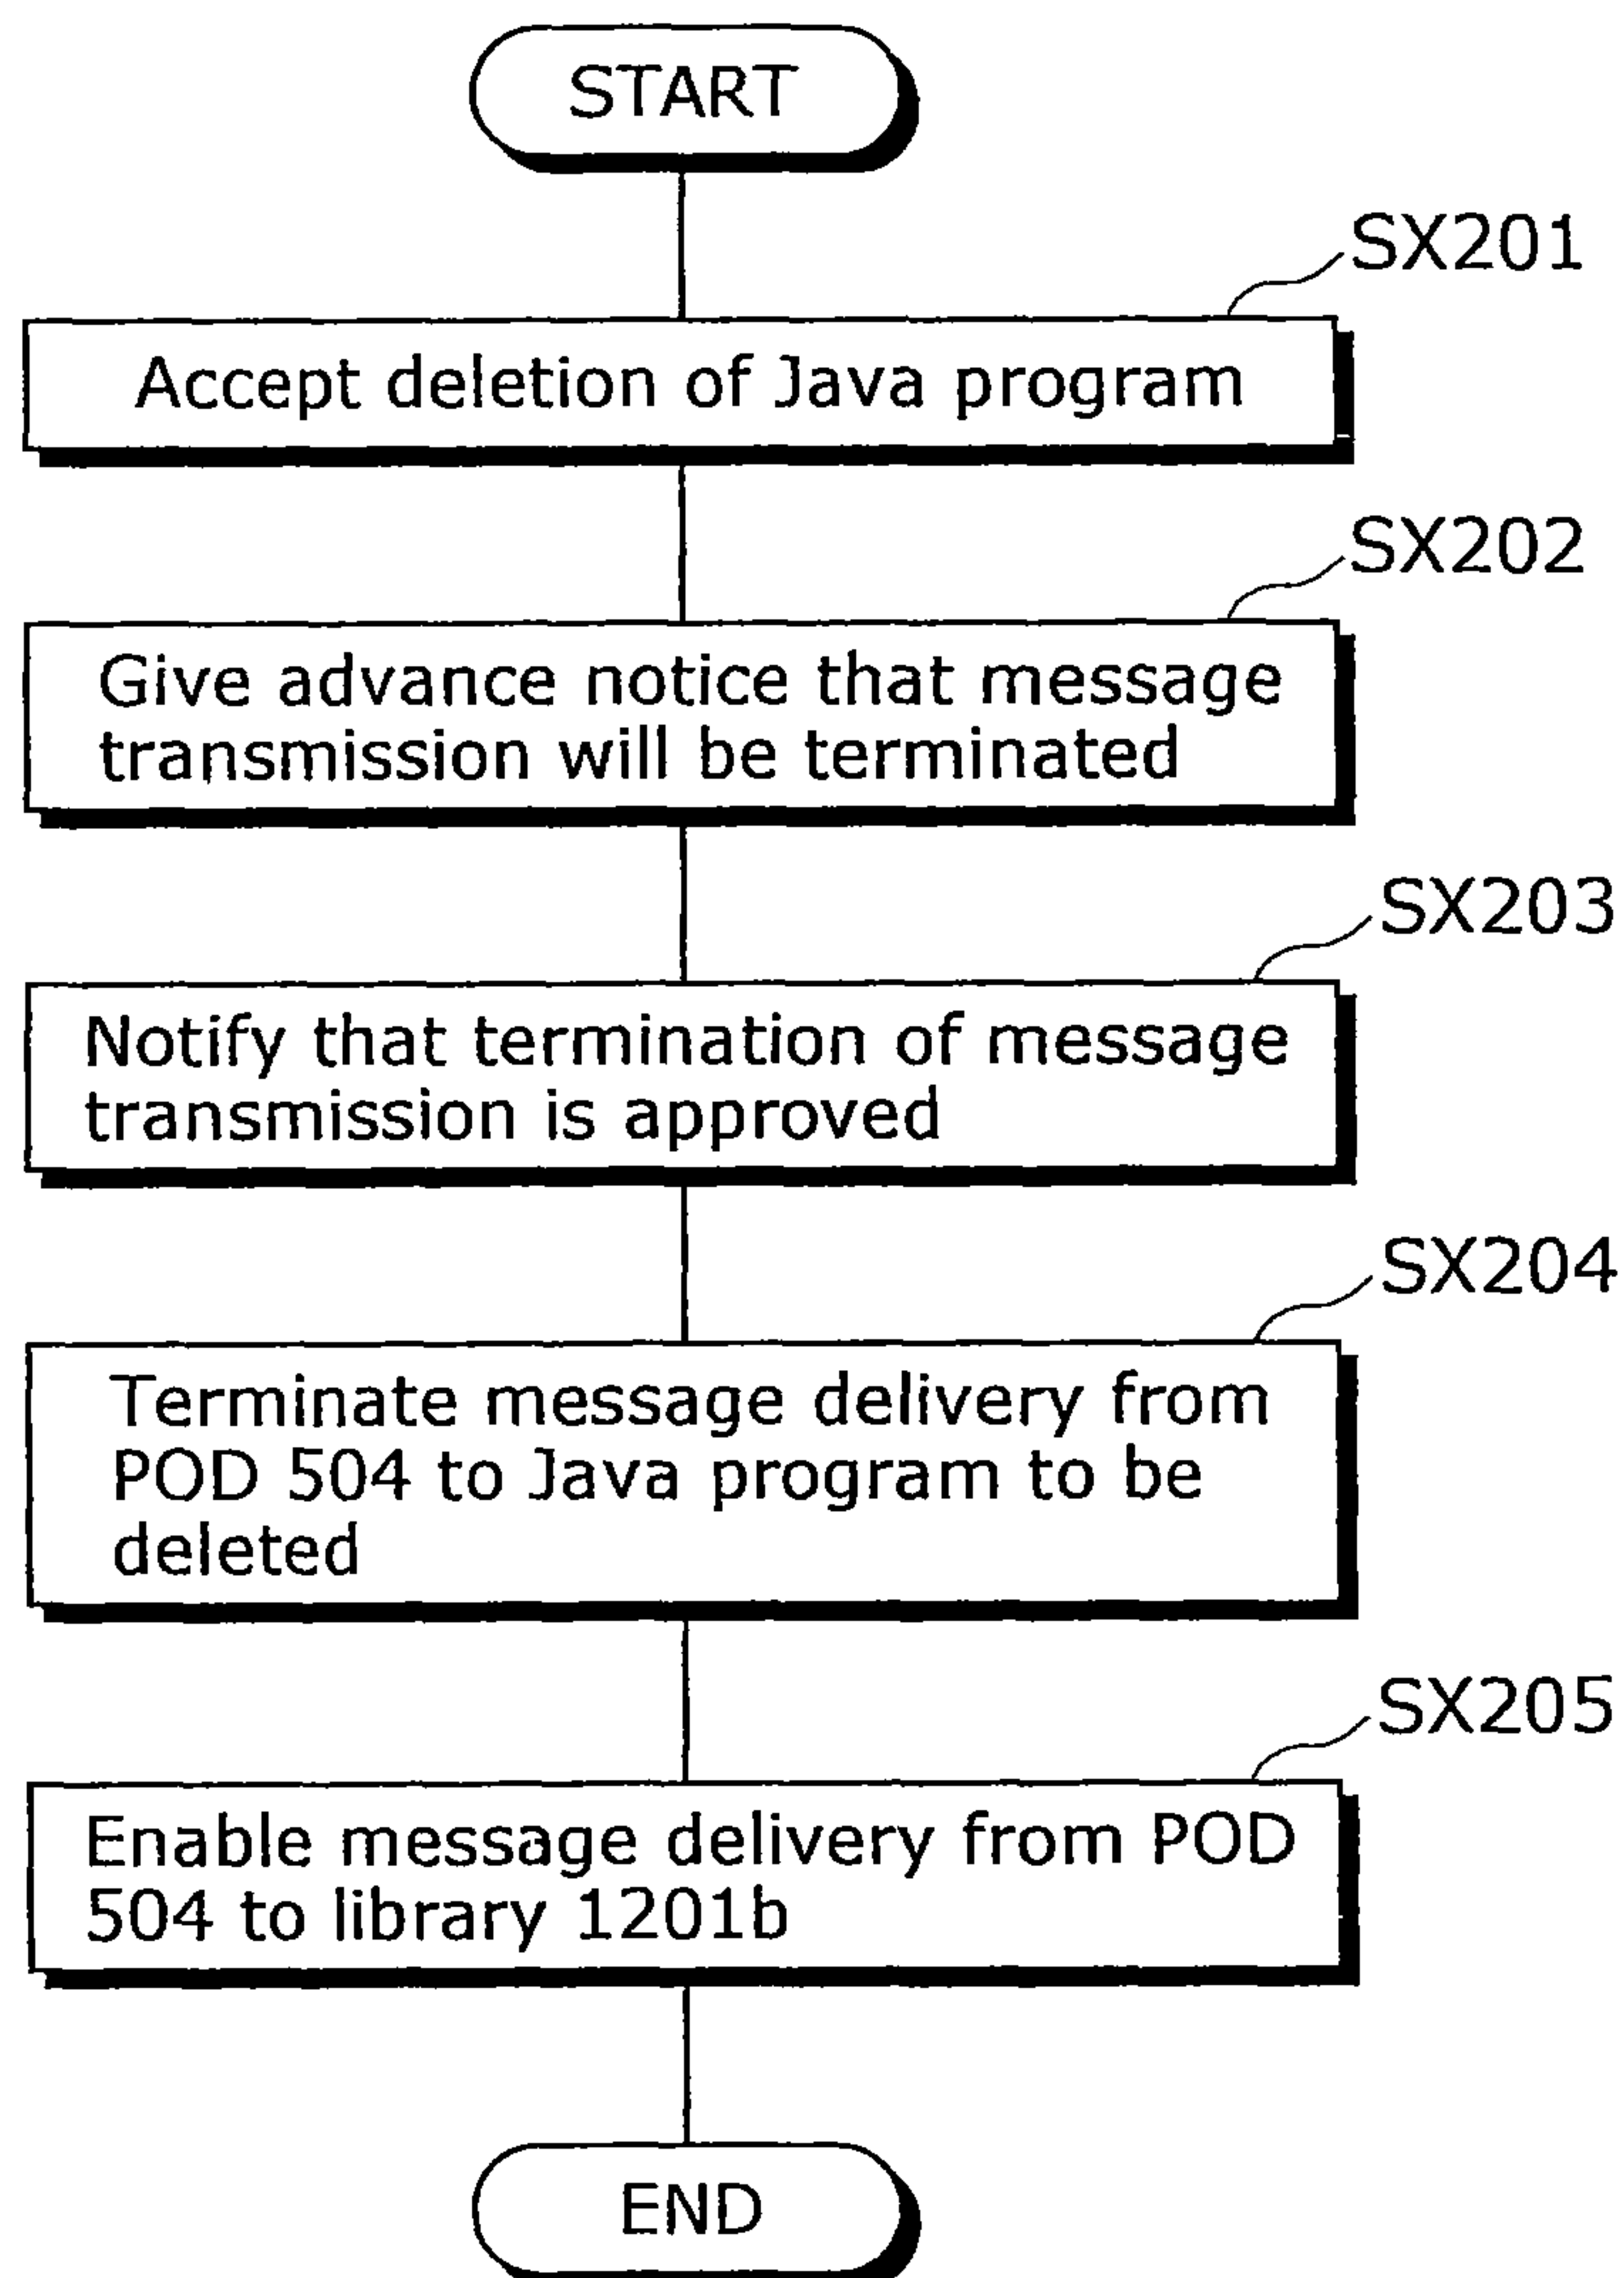 START
SX201
Accept deletion of Java program
SX202
Give advance notice that message
transmission will be terminated
SX203
Notify that termination of message
transmission is approved
SX204
Terminate message delivery from
POD 504 to Java program to be
deleted
SX205
Enable message delivery from POD
504 to library 1201b
END